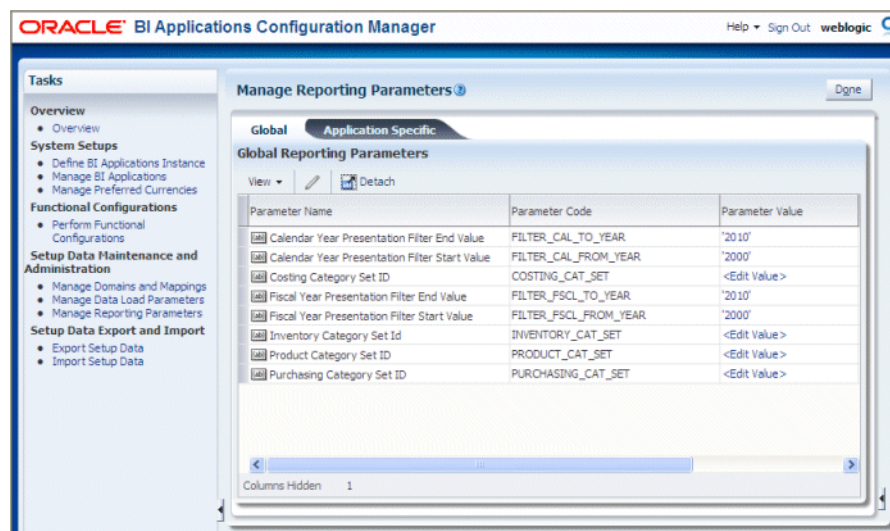 ORACLE BI Applications Configuration Manager
Help Sign Out weblogic
Tasks
Overview
Overview
System Setups
Define BI Applications Instance
Manage BI Applications
Manage Preferred Currencies
Functional Configurations
Perform Functional
Configurations
Setup Data Maintenance and
Administration
Manage Domains and Mappings
Manage Data Load Parameters
Manage Reporting Parameters
Setup Data Export and Import
Export Setup Data
Import Setup Data
Manage Reporting Parameters
Done
Global Application Specific
Global Reporting Parameters
View Detach
Parameter Name Parameter Code Parameter Value
Calendar Year Presentation Filter End Value FILTER_CAL_TO_YEAR '2010'
Calendar Year Presentation Filter Start Value FILTER_CAL_FROM_YEAR '2000'
Costing Category Set ID COSTING_CAT_SET <Edit Value>
Fiscal Year Presentation Filter End Value FILTER_FSCL_TO_YEAR '2010'
Fiscal Year Presentation Filter Start Value FILTER_FSCL_FROM_YEAR '2000'
Inventory Category Set Id INVENTORY_CAT_SET <Edit Value>
Product Category Set ID PRODUCT_CAT_SET <Edit Value>
Purchasing Category Set ID PURCHASING_CAT_SET <Edit Value>
Columns Hidden 1